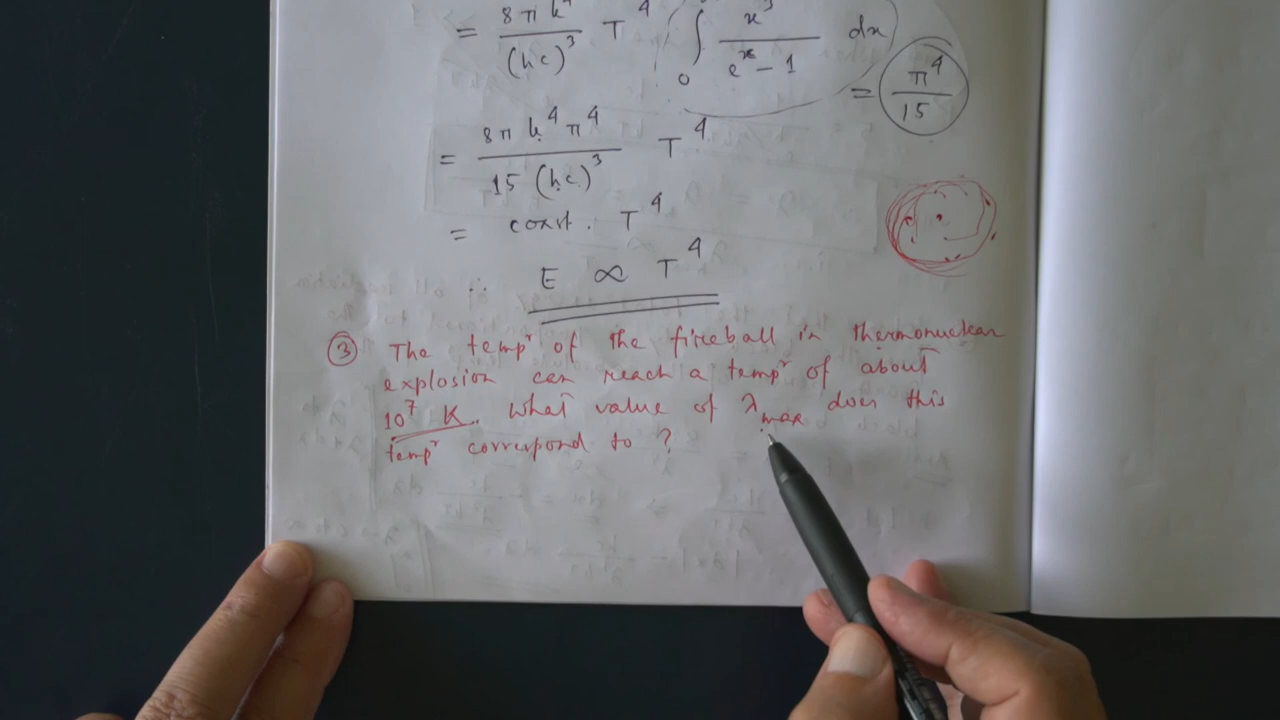 = 8πk⁴/(hc)³ T⁴ ∫₀ x³/(eˣ − 1) dx
= π⁴/15
= 8π k⁴ π⁴/15 (hc)³ T⁴
= const. T⁴
∴ E ∝ T⁴
③ The tempʳ of the fireball in thermonuclear
explosion can reach a tempʳ of about
10⁷ K. What value of λmax does this
tempʳ correspond to ?